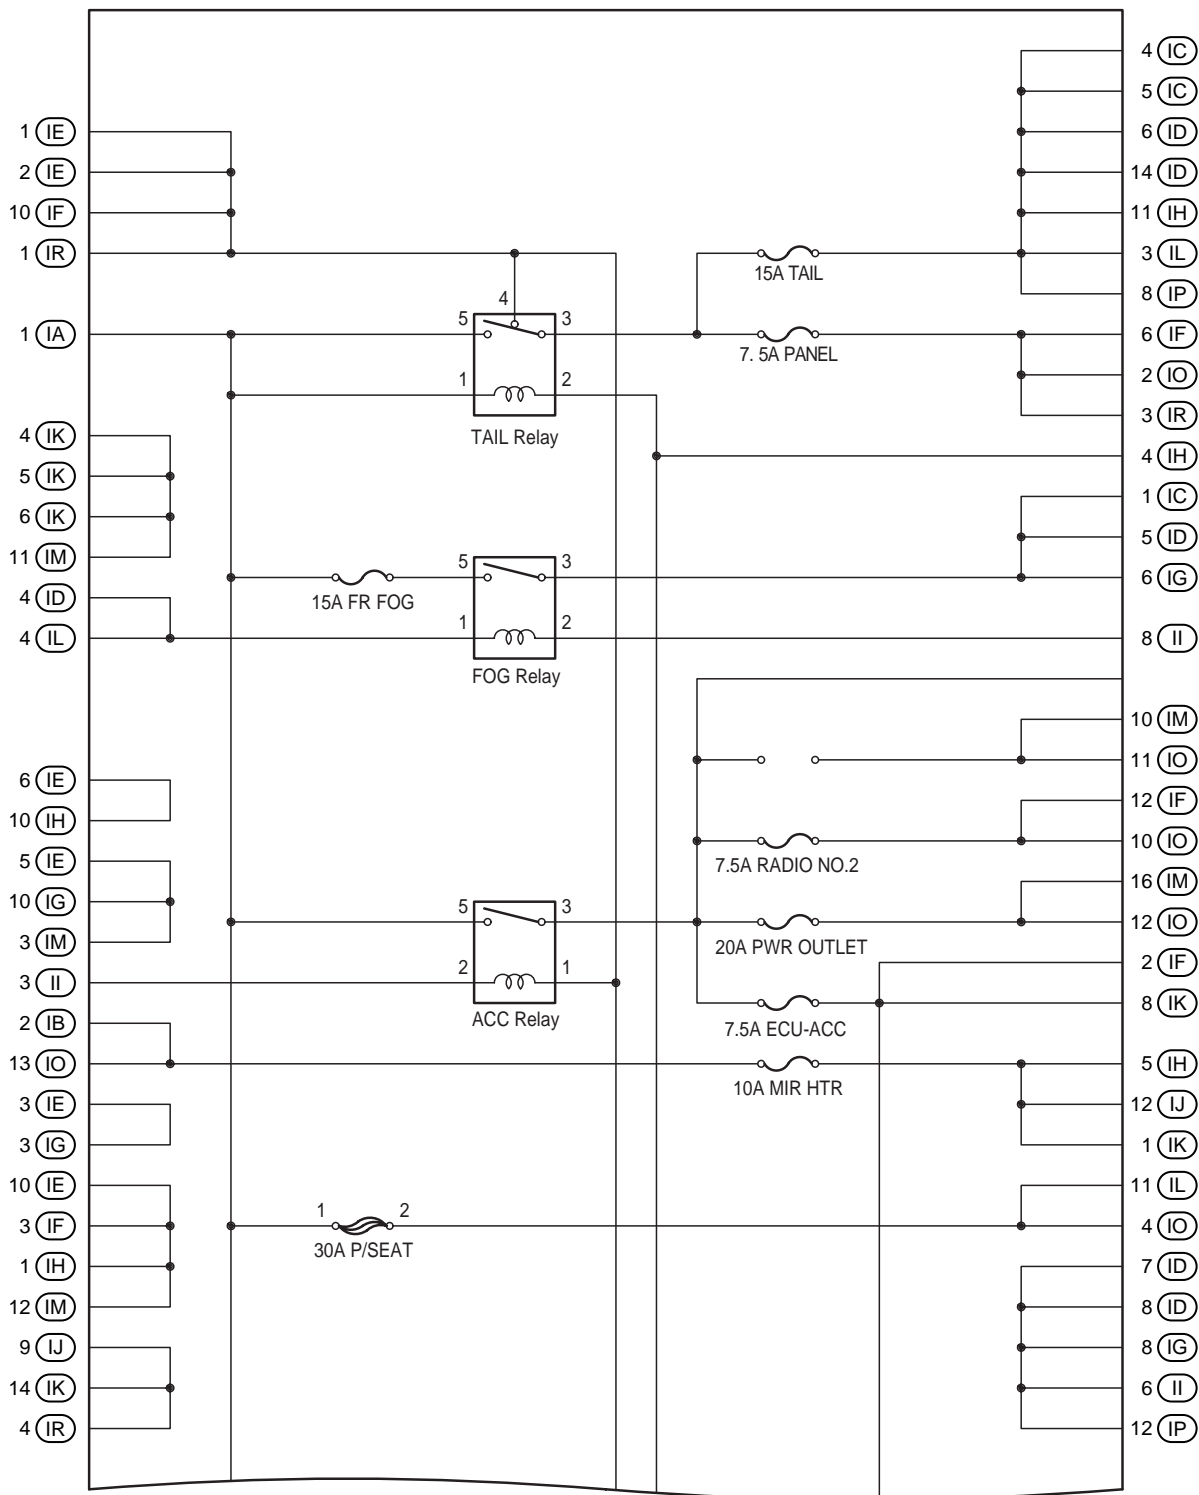 4 IC
5 IC
1 IE
6 ID
2 IE
14 ID
10 IF
11 IH
1 IR
3 IL
15A TAIL
4
8 IP
5 3
1 IA
6 IF
7. 5A PANEL
1 2
2 IO
3 IR
TAIL Relay
4 IK
4 IH
5 IK
1 IC
6 IK
5 ID
11 IM
5 3
6 IG
4 ID
15A FR FOG
1 2
4 IL
8 II
FOG Relay
10 IM
6 IE
11 IO
10 IH
12 IF
5 IE
10 IO
7.5A RADIO NO.2
10 IG
16 IM
5 3
3 IM
12 IO
20A PWR OUTLET
2 1
3 II
2 IF
ACC Relay
2 IB
8 IK
7.5A ECU-ACC
13 IO
5 IH
10A MIR HTR
3 IE
12 IJ
3 IG
1 IK
10 IE
11 IL
1 2
3 IF
4 IO
30A P/SEAT
1 IH
7 ID
12 IM
8 ID
9 IJ
8 IG
14 IK
6 II
4 IR
12 IP